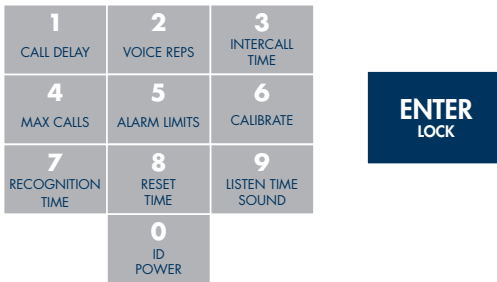 1 2 3
CALL DELAY VOICE REPS INTERCALL
TIME
4 5 6
MAX CALLS ALARM LIMITS CALIBRATE
ENTER
LOCK
7 8 9
RECOGNITION RESET LISTEN TIME
TIME TIME SOUND
0
ID
POWER